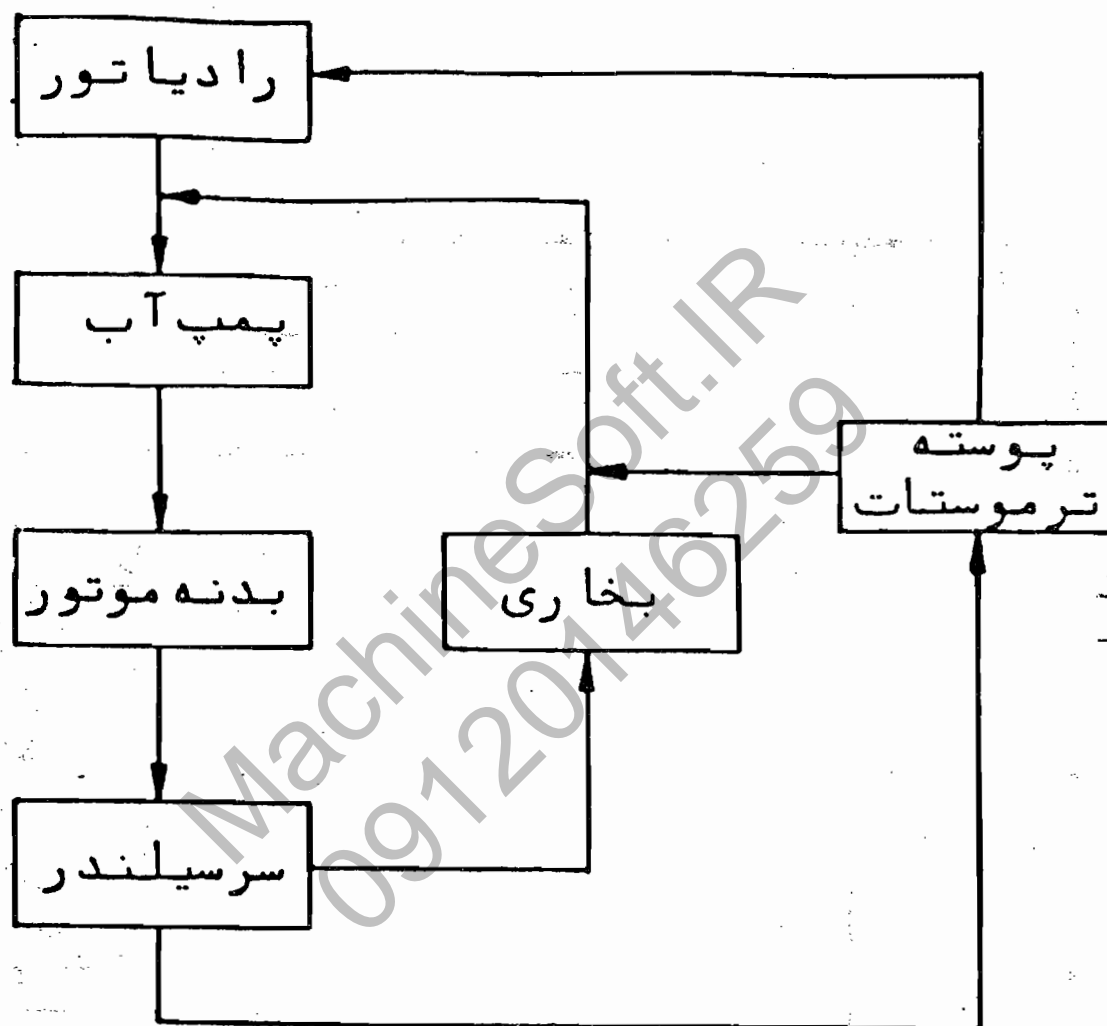 رادیاتور
پمپ آب
پوسته
ترموستات
بدنه موتور
بخاری
سرسیلندر
MachineSoft.IR
09120146259